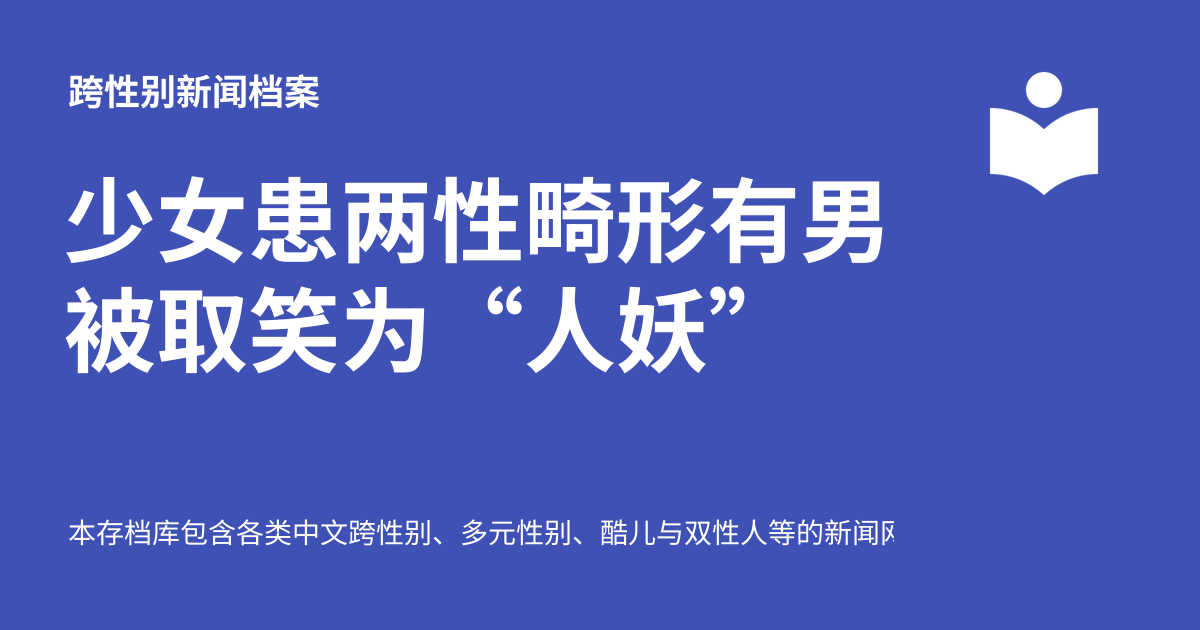 跨性别新闻档案
少女患两性畸形有男
被取笑为“人妖”
本存档库包含各类中文跨性别、多元性别、酷儿与双性人等的新闻